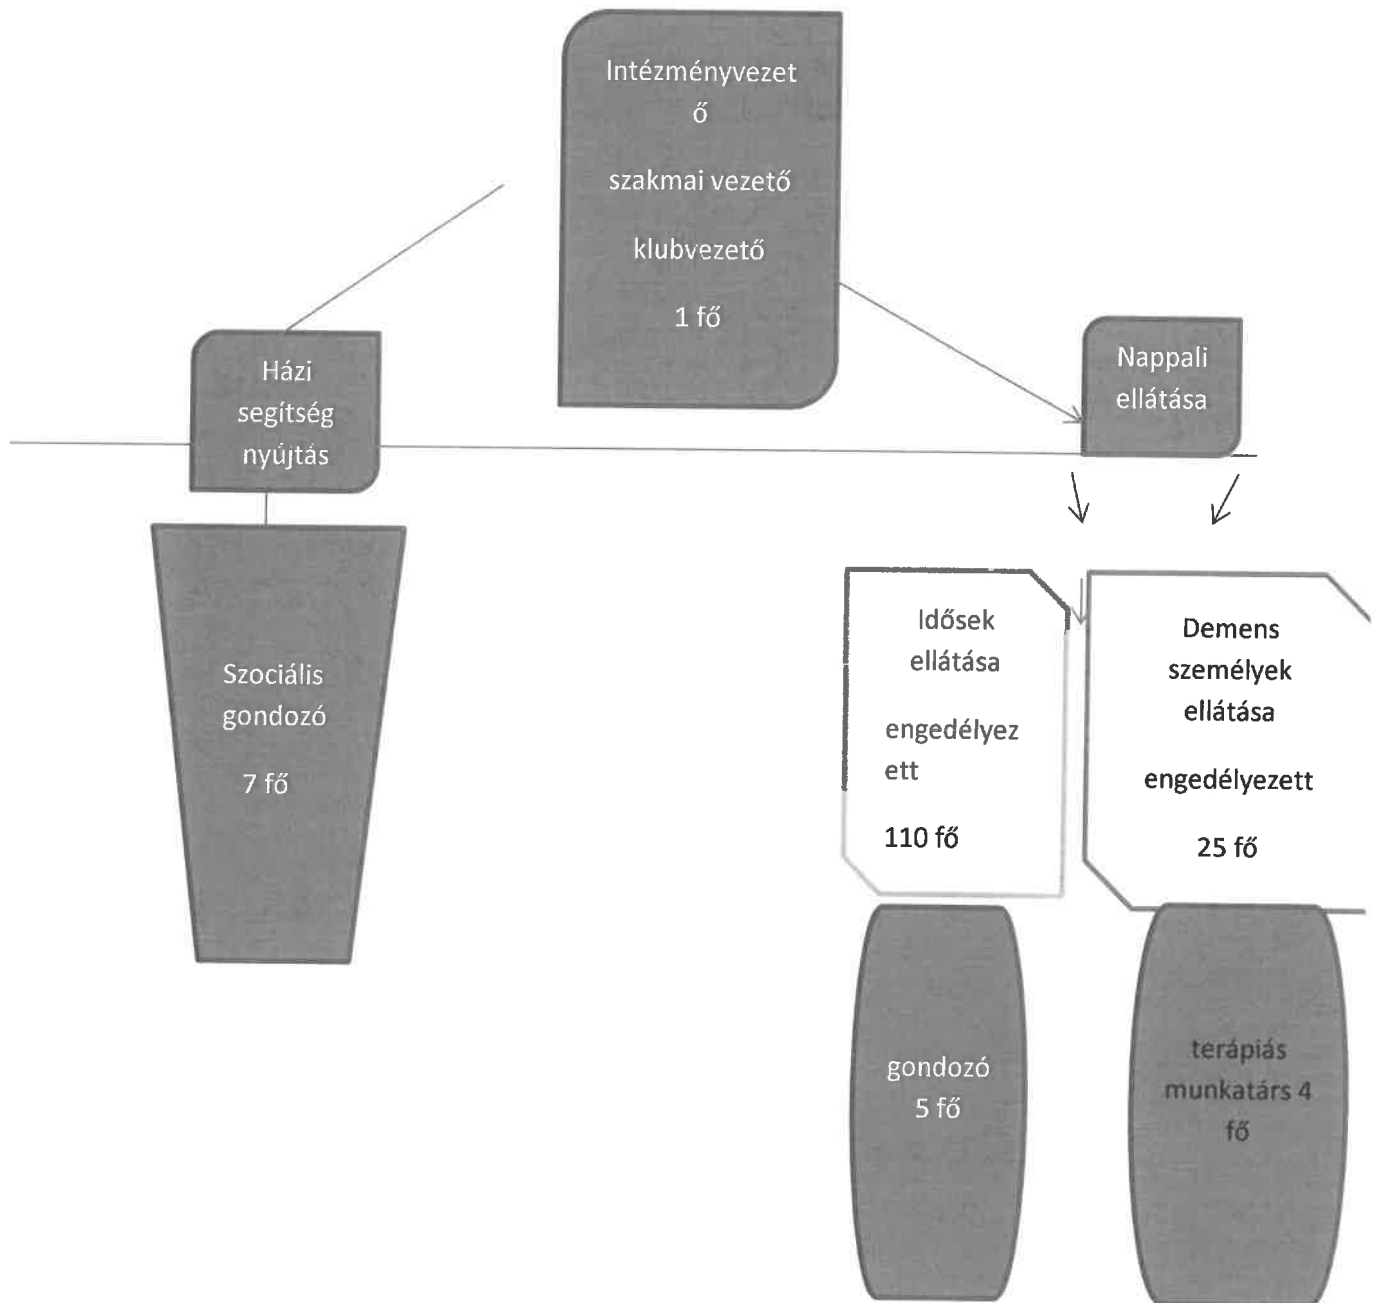 Intézményvezet
ő
szakmai vezető
klubvezető
1 fő
Házi
segítség
nyújtás
Nappali
ellátása
Szociális
gondozó
7 fő
Idősek
ellátása
engedélyez
ett
110 fő
Demens
személyek
ellátása
engedélyezett
25 fő
gondozó
5 fő
terápiás
munkatárs 4
fő